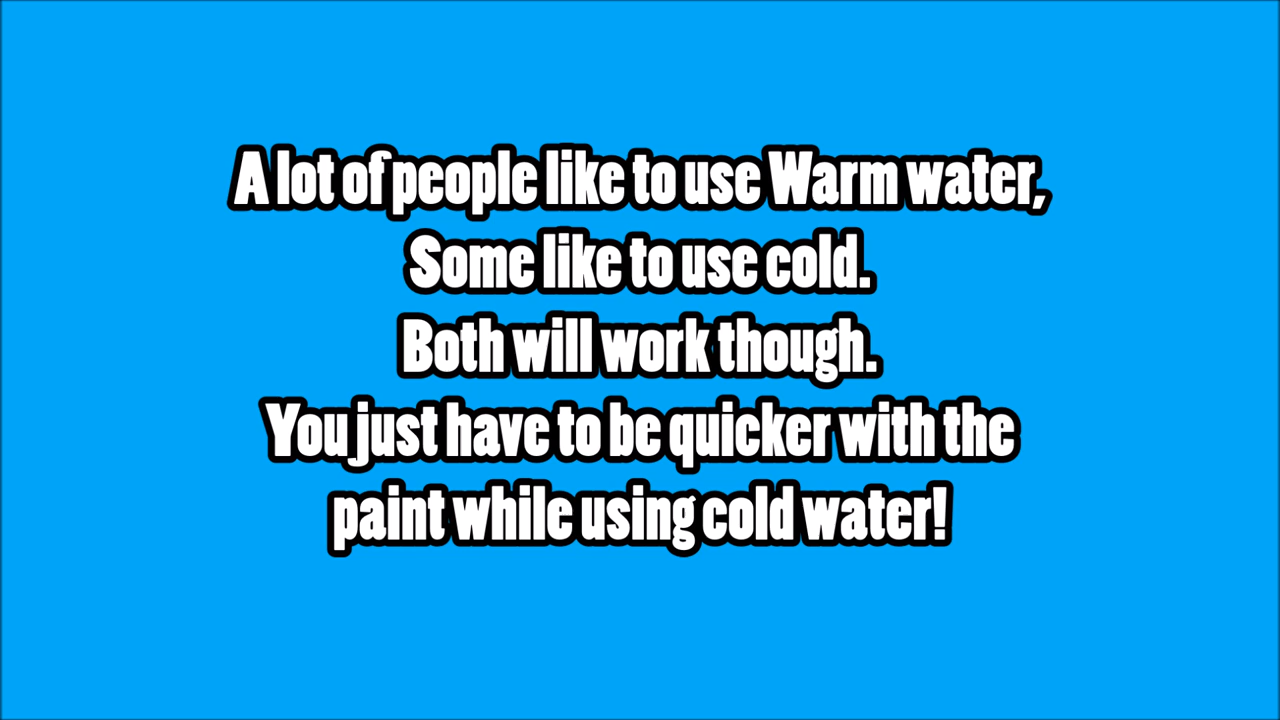 A lot of people like to use Warm water,
Some like to use cold.
Both will work though.
You just have to be quicker with the
paint while using cold water!